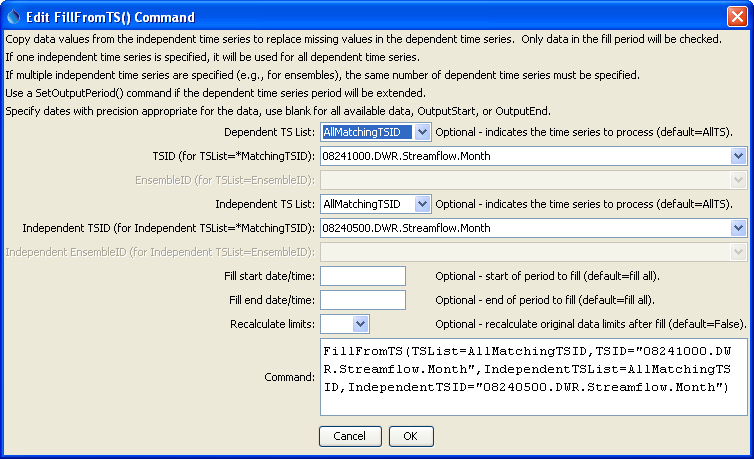 Edit FillFromTS() Command
Copy data values from the independent time series to replace missing values in the dependent time series. Only data in the fill period will be checked.
If one independent time series is specified, it will be used for all dependent time series.
If multiple independent time series are specified (e.g., for ensembles), the same number of dependent time series must be specified.
Use a SetOutputPeriod() command if the dependent time series period will be extended.
Specify dates with precision appropriate for the data, use blank for all available data, OutputStart, or OutputEnd.
Dependent TS List: AllMatchingTSID Optional - indicates the time series to process (default=AllTS).
TSID (for TSList=*MatchingTSID): 08241000.DWR.Streamflow.Month
EnsembleID (for TSList=EnsembleID):
Independent TS List: AllMatchingTSID Optional - indicates the time series to process (default=AllTS).
Independent TSID (for Independent TSList=*MatchingTSID): 08240500.DWR.Streamflow.Month
Independent EnsembleID (for Independent TSList=EnsembleID):
Fill start date/time: Optional - start of period to fill (default=fill all).
Fill end date/time: Optional - end of period to fill (default=fill all).
Recalculate limits: Optional - recalculate original data limits after fill (default=False).
Command:
FillFromTS(TSList=AllMatchingTSID,TSID="08241000.DW
R.Streamflow.Month",IndependentTSList=AllMatchingTS
ID,IndependentTSID="08240500.DWR.Streamflow.Month")
Cancel OK